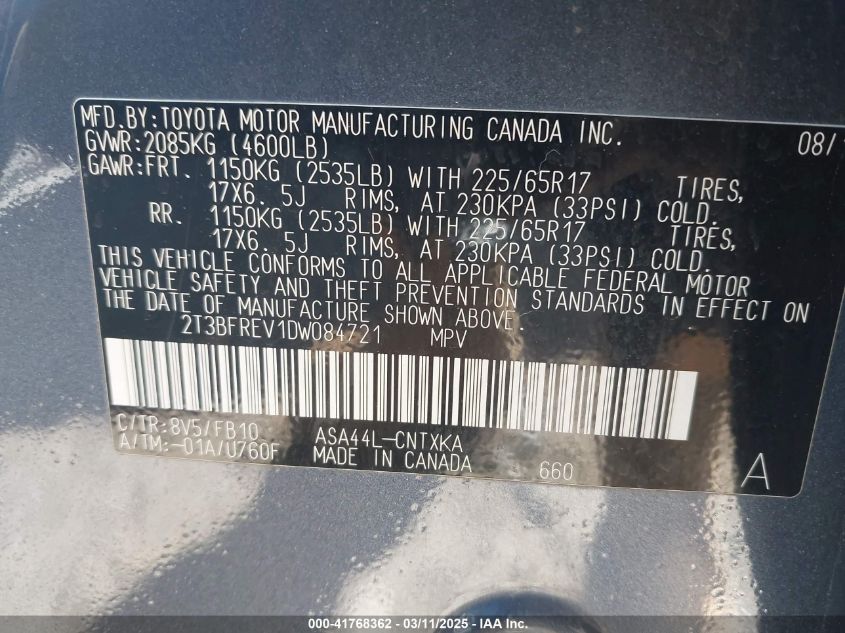 MFD.BY:TOYOTA MOTOR MANUFACTURING CANADA INC. 08/
GVWR:2085KG (4600LB)
GAWR:FRT. 1150KG (2535LB) WITH 225/65R17 TIRES,
17X6. 5J RIMS, AT 230KPA (33PSI) COLD.
RR. 1150KG (2535LB) WITH 225/65R17 TIRES,
17X6. 5J RIMS, AT 230KPA (33PSI) COLD.
THIS VEHICLE CONFORMS TO ALL APPLICABLE FEDERAL MOTOR
VEHICLE SAFETY AND THEFT PREVENTION STANDARDS IN EFFECT ON
THE DATE OF MANUFACTURE SHOWN ABOVE.
2T3BFREV1DW084721 MPV
C/TR:8V5/FB10 ASA44L-CNTXKA
A/TM:-01A/U760F MADE IN CANADA 660 A
000-41768362 - 03/11/2025 - IAA Inc.